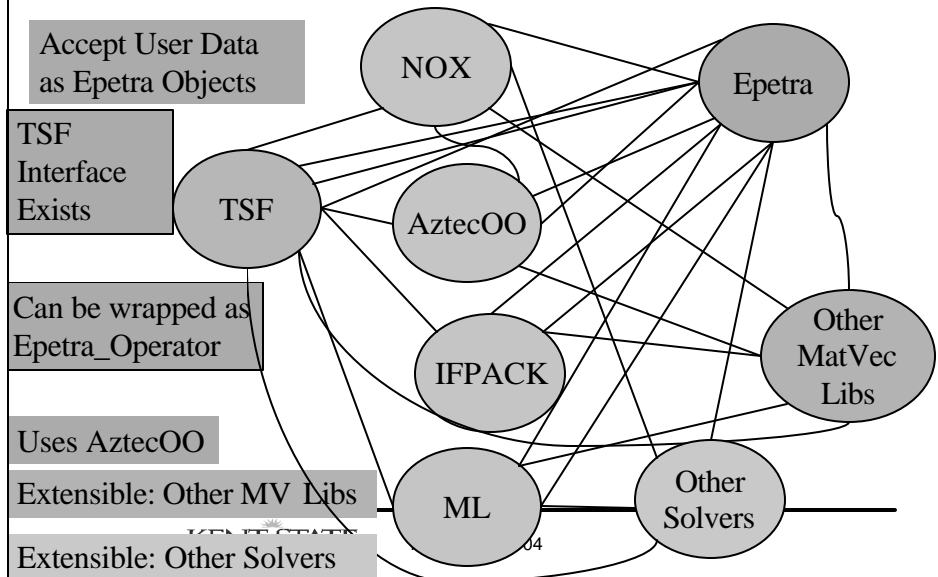 Accept User Data
as Epetra Objects
NOX
Epetra
TSF
Interface
Exists
TSF
AztecOO
Can be wrapped as
Epetra_Operator
Other
MatVec
Libs
IFPACK
Uses AztecOO
Extensible: Other MV Libs
ML
Other
Solvers
04
Extensible: Other Solvers